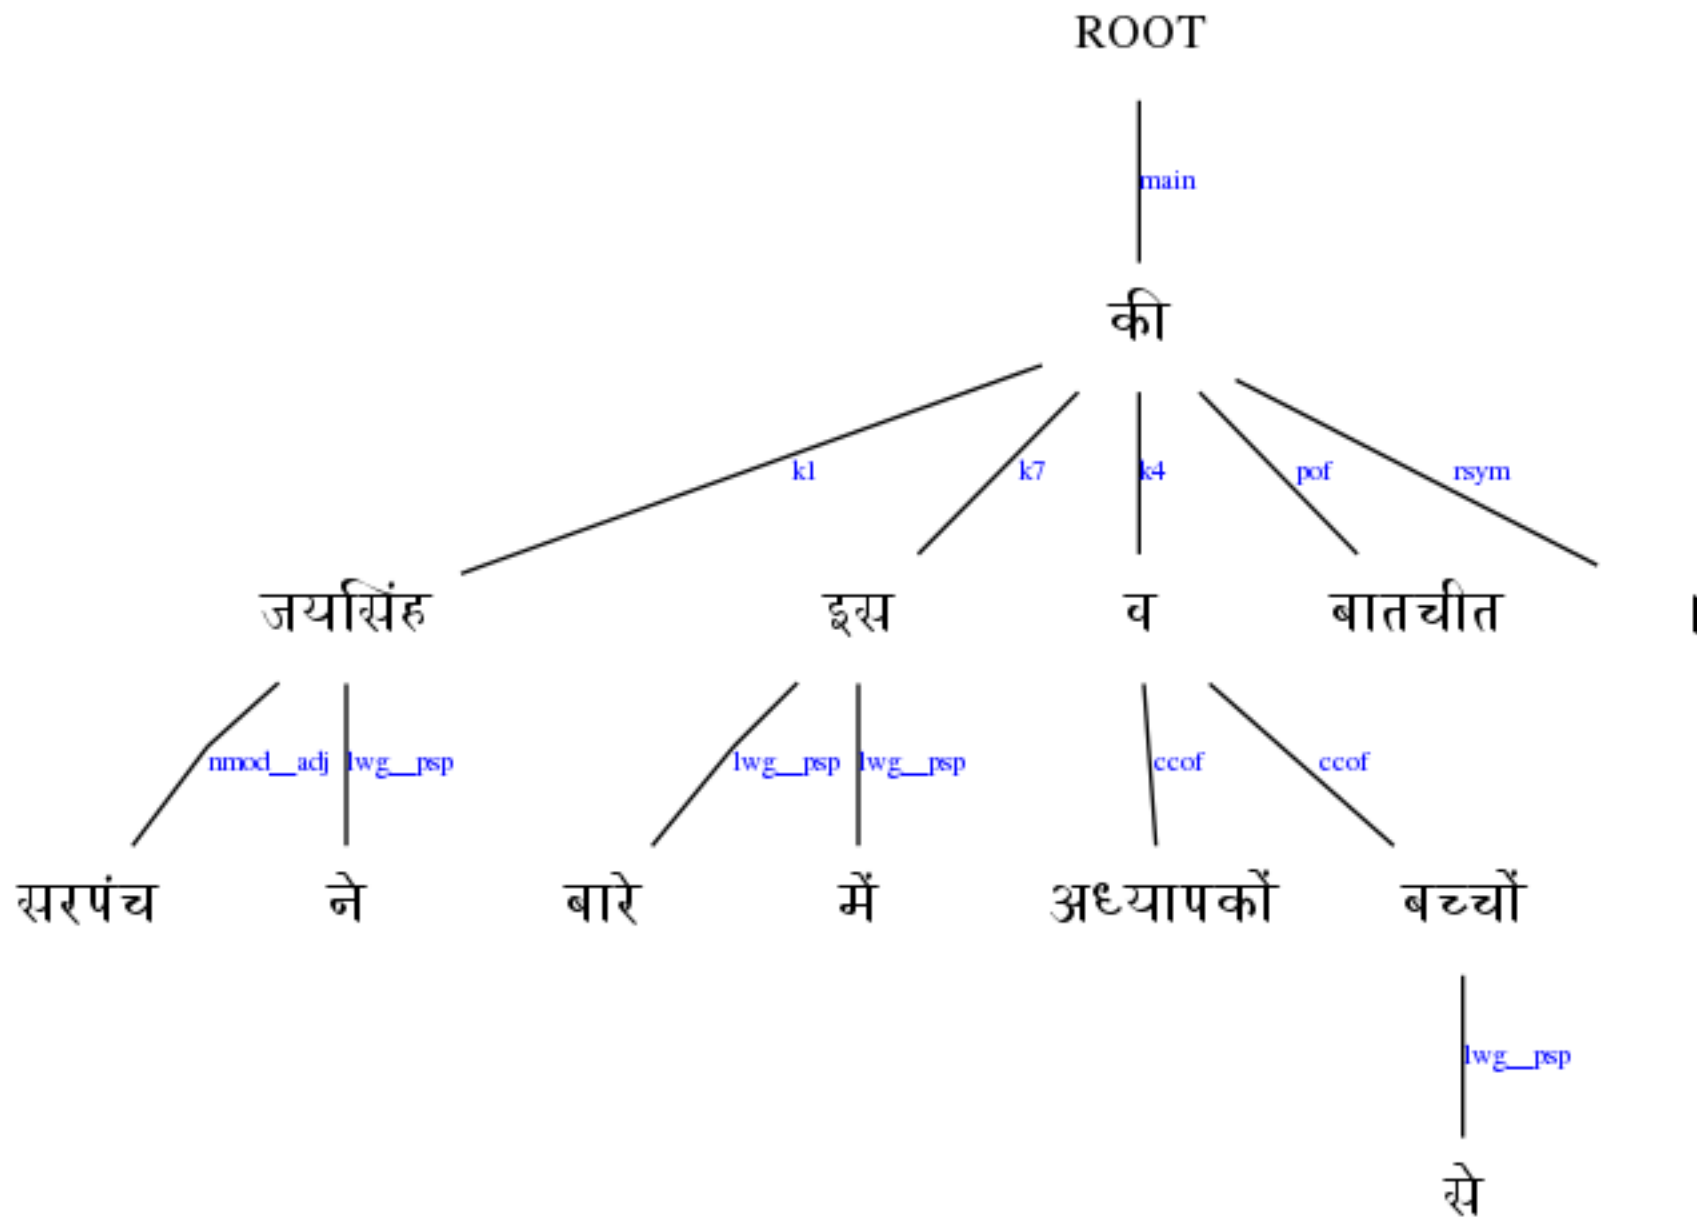 ROOT
main
की
k1 k7 k4 pof rsym
जयसिंह इस व बातचीत ।
nmod__adj lwg__psp lwg__psp lwg__psp ccof ccof
सरपंच ने बारे में अध्यापकों बच्चों
lwg__psp
से